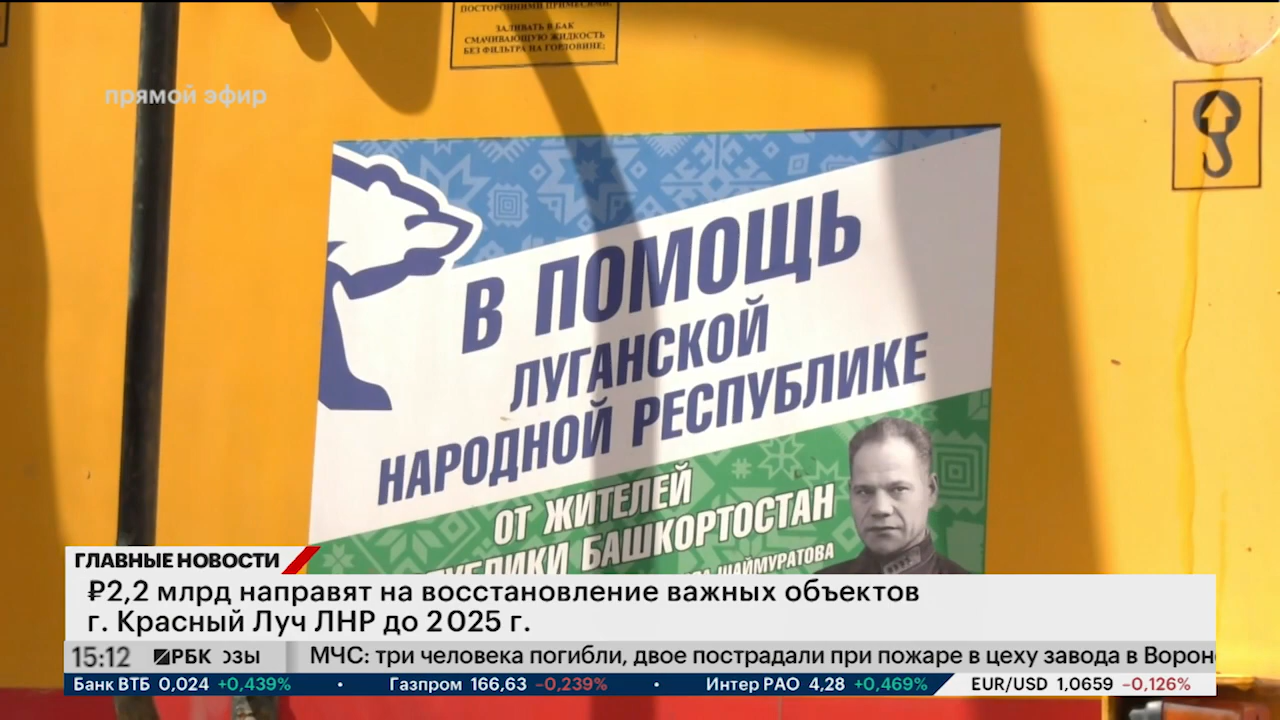 ПОСТОРОННИМИ ПРИМЕСЯМИ;
ЗАЛИВАТЬ В БАК
СМАЧИВАЮЩУЮ ЖИДКОСТЬ
БЕЗ ФИЛЬТРА НА ГОРЛОВИНЕ;
прямой эфир
В ПОМОЩЬ
ЛУГАНСКОЙ
НАРОДНОЙ РЕСПУБЛИКЕ
ОТ ЖИТЕЛЕЙ
БАШКОРТОСТАН
ШАЙМУРАТОВА
ГЛАВНЫЕ НОВОСТИ
₽2,2 млрд направят на восстановление важных объектов
г. Красный Луч ЛНР до 2025 г.
15:12 РБК ОЗЫ МЧС: три человека погибли, двое пострадали при пожаре в цеху завода в Ворон
Банк ВТБ 0,024 +0,439% • Газпром 166,63 -0,239% • Интер РАО 4,28 +0,469% EUR/USD 1,0659 -0,126%